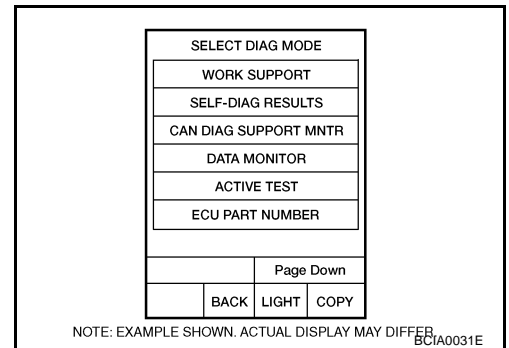 SELECT DIAG MODE
WORK SUPPORT
SELF-DIAG RESULTS
CAN DIAG SUPPORT MNTR
DATA MONITOR
ACTIVE TEST
ECU PART NUMBER
Page Down
BACK LIGHT COPY
NOTE: EXAMPLE SHOWN. ACTUAL DISPLAY MAY DIFFER.
BCIA0031E